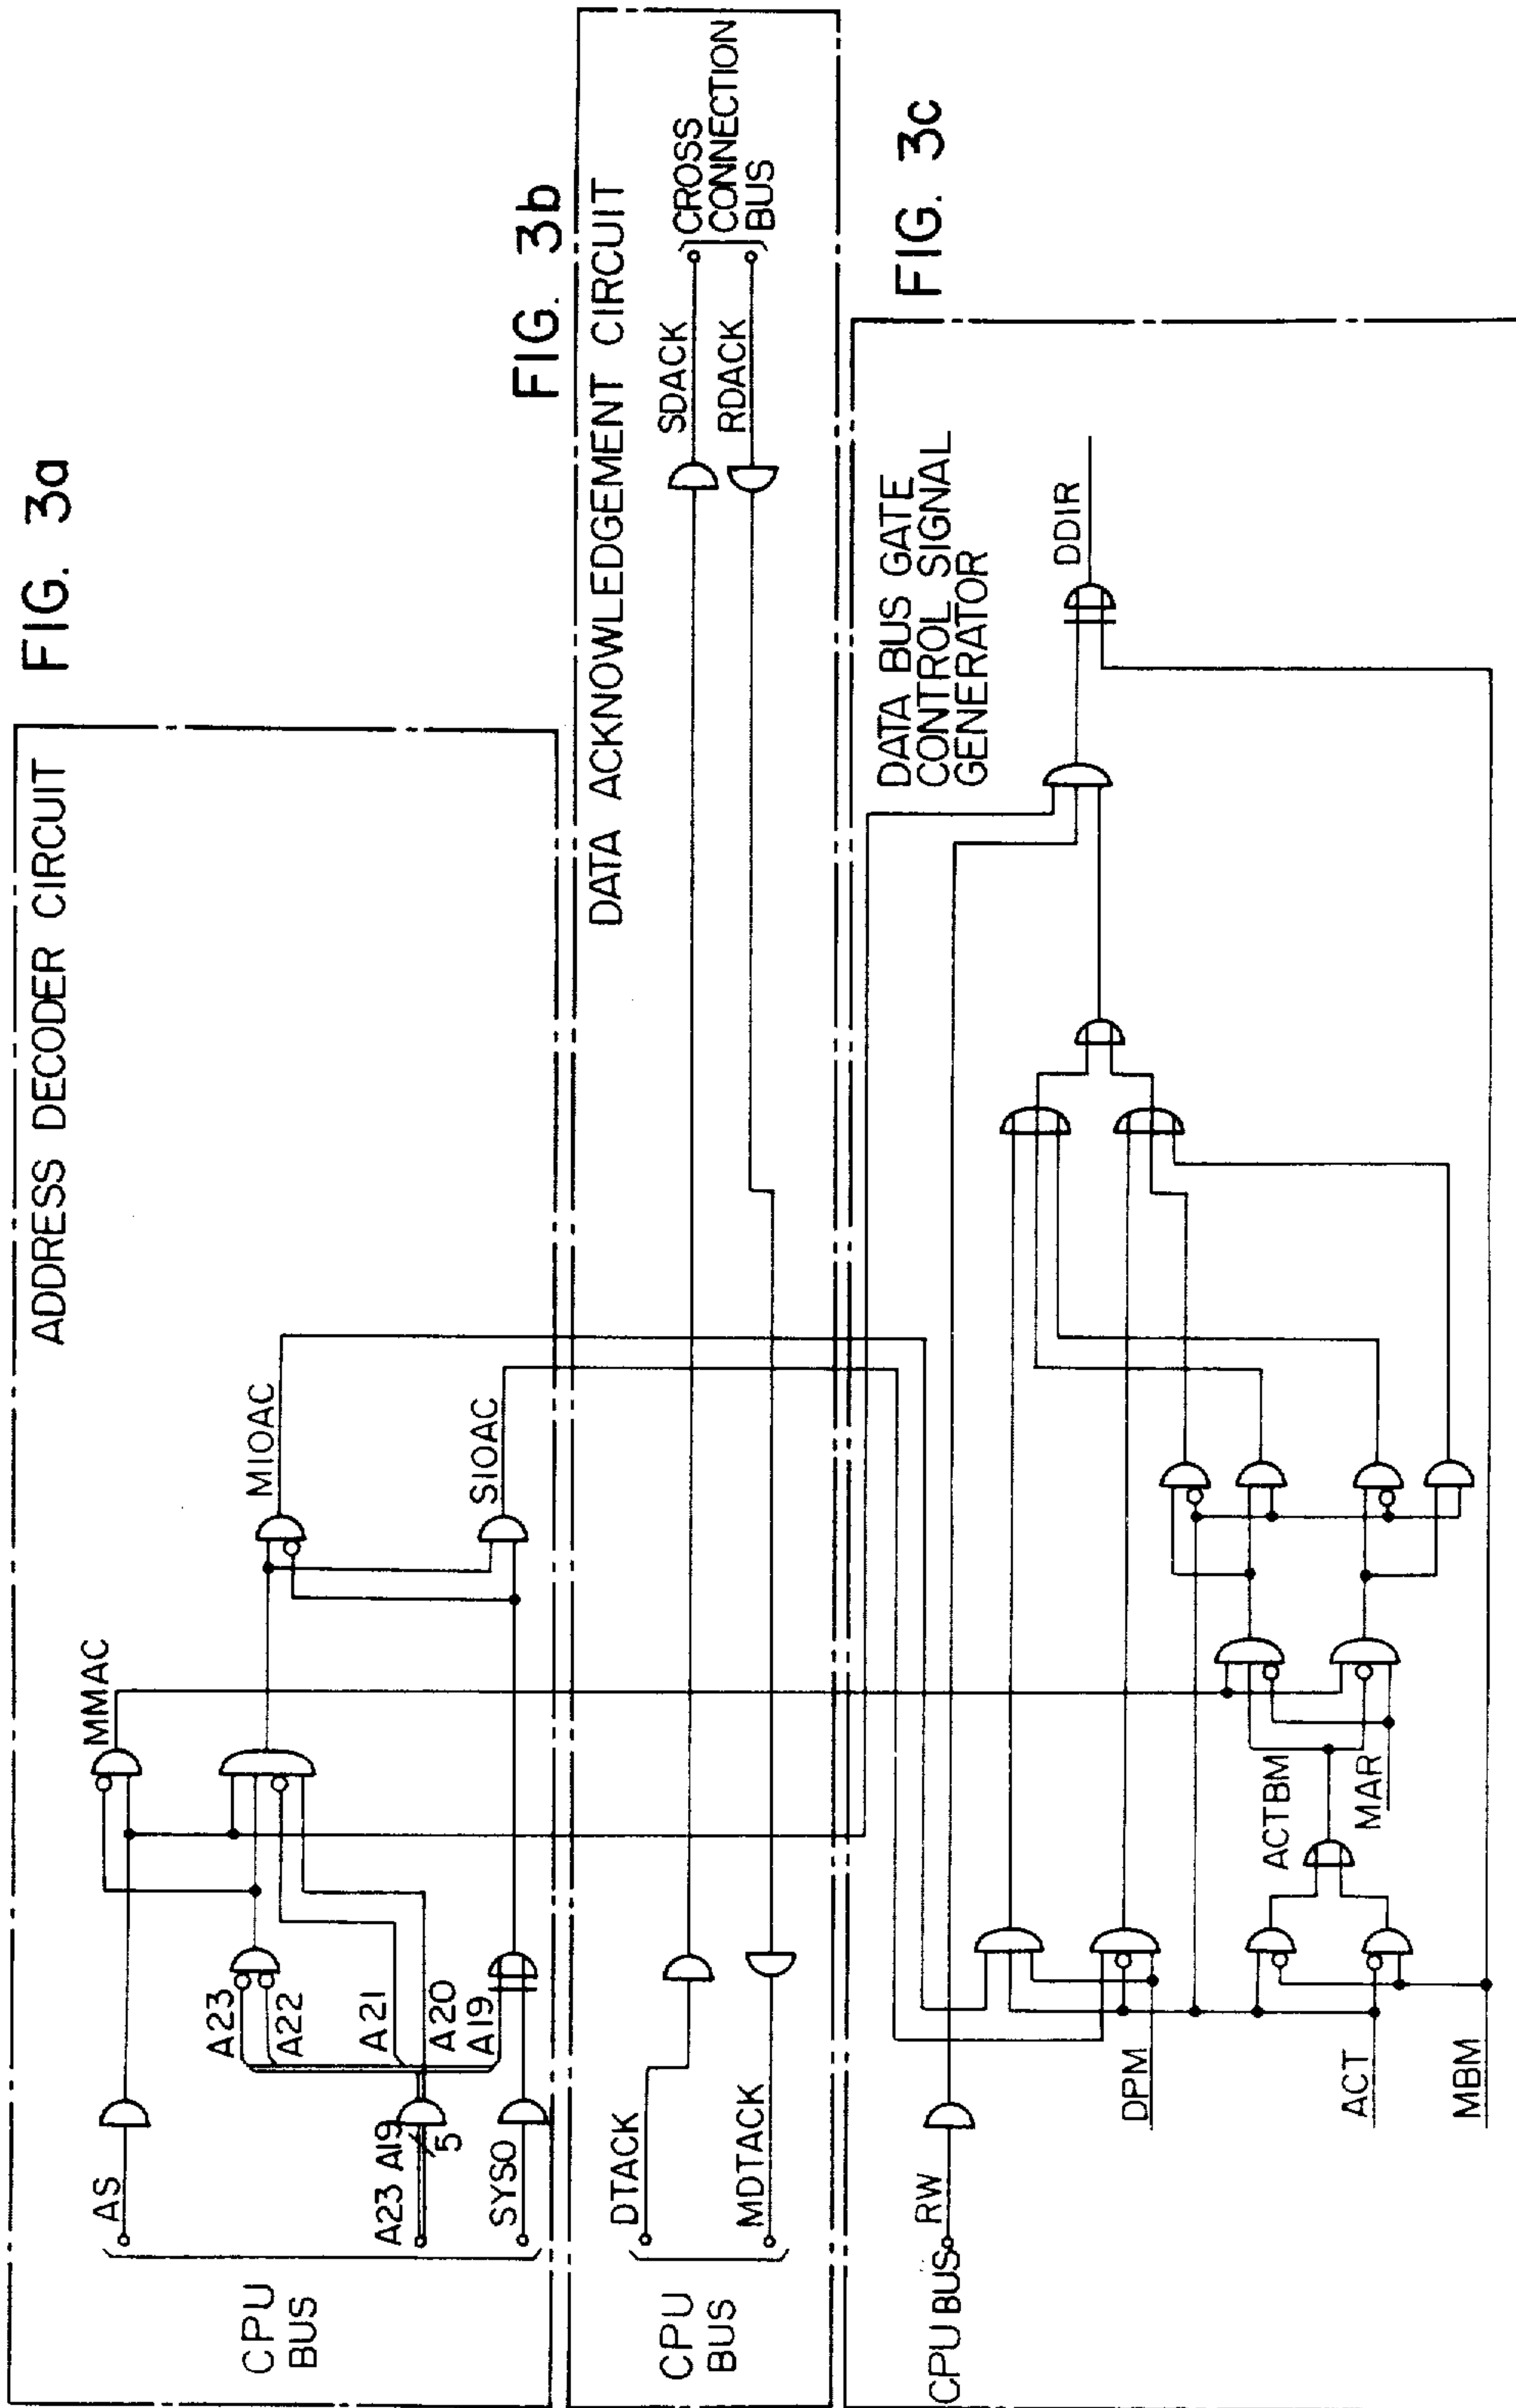 FIG. 3a
ADDRESS DECODER CIRCUIT
CPU
BUS
AS
A23 A19
5
SYSO
A23
A22
A21
A20
A19
MMAC
MIOAC
SIOAC
FIG. 3b
DATA ACKNOWLEDGEMENT CIRCUIT
CPU
BUS
DTACK
MDTACK
SDACK
RDACK
CROSS
CONNECTION
BUS
FIG. 3c
DATA BUS GATE
CONTROL SIGNAL
GENERATOR
CPU BUS
RW
DPM
ACT
MBM
ACTBM
MAR
DDIR